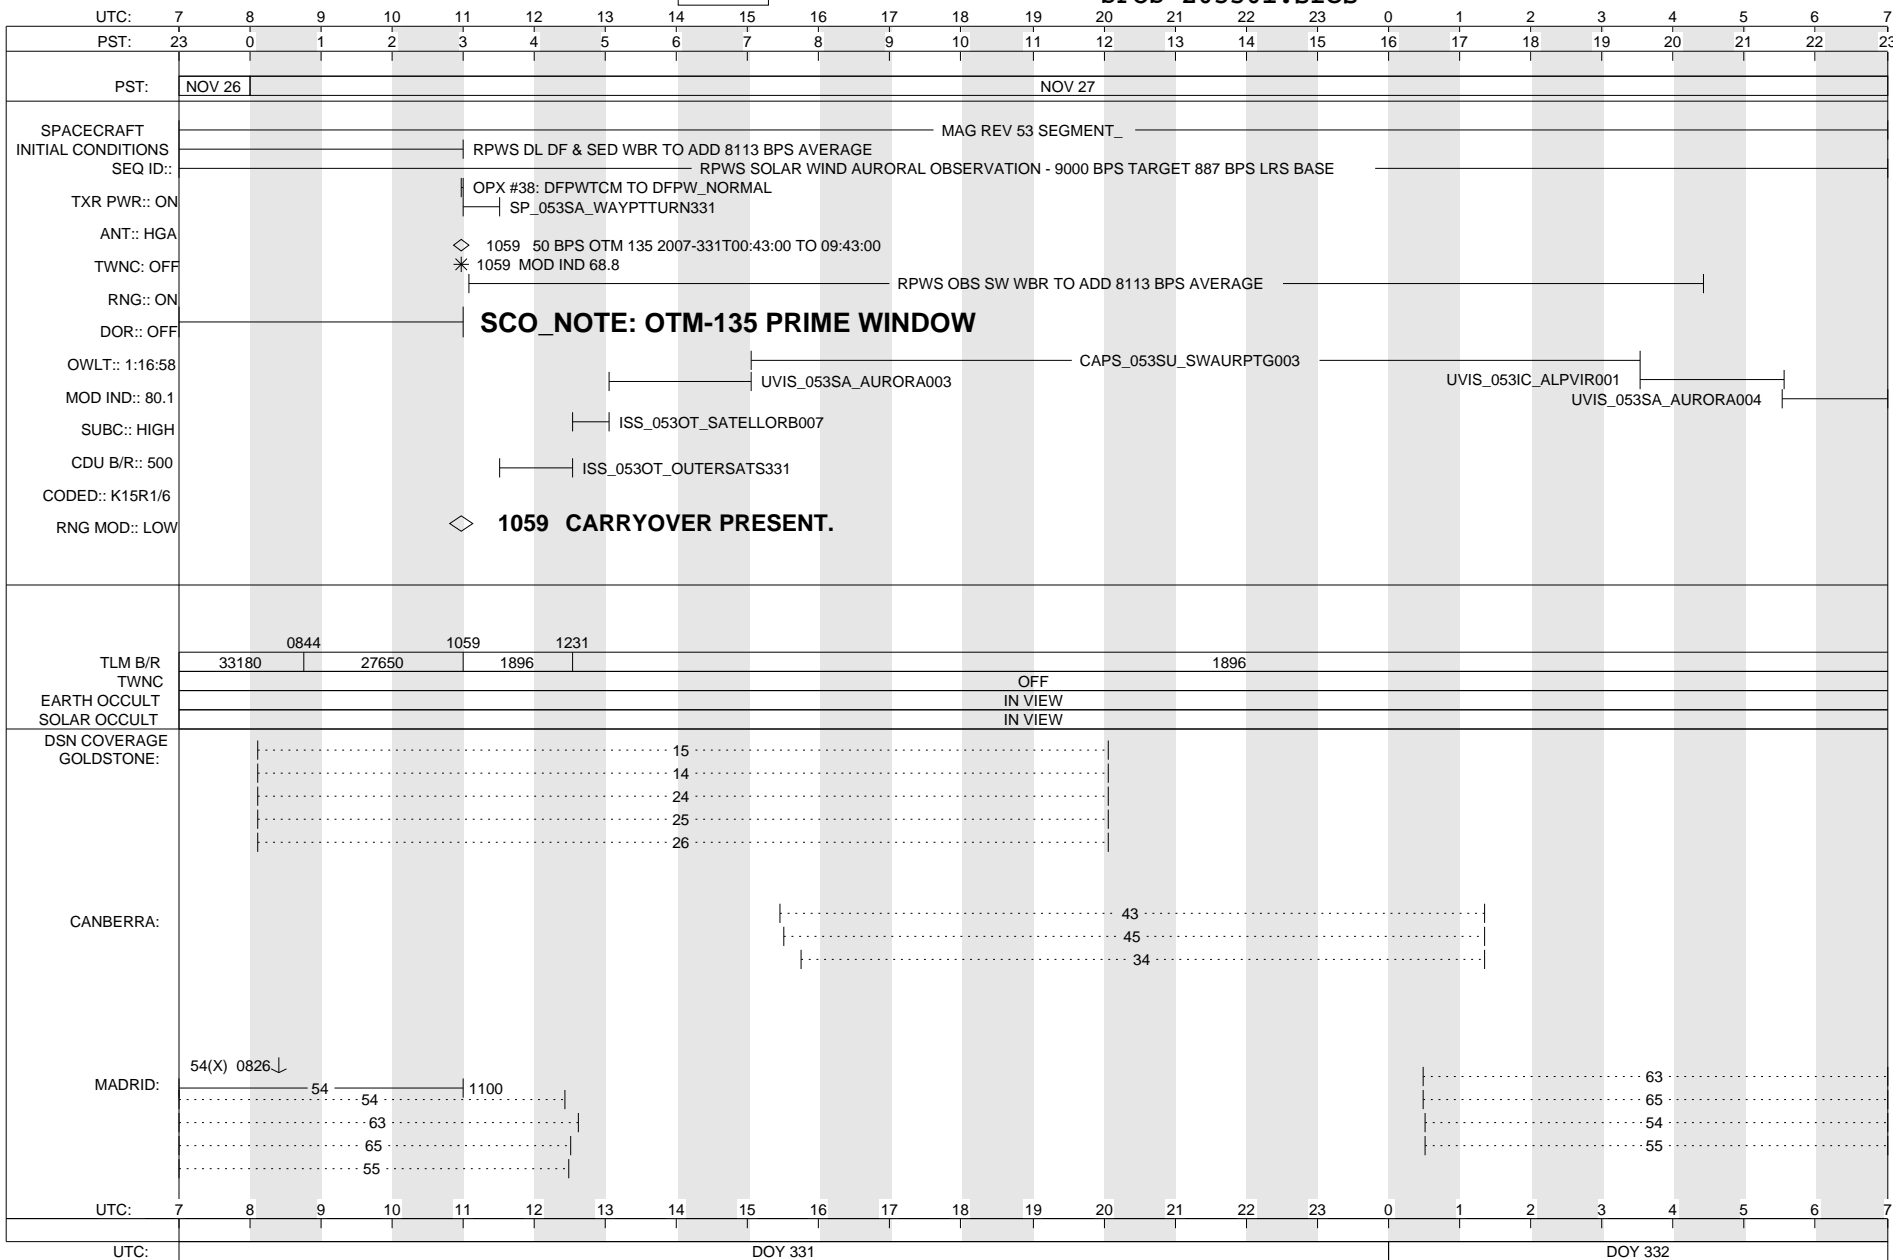 UTC: 7 8 9 10 11 12 13 14 15 16 17 18 19 20 21 22 23 0 1 2 3 4 5 6 7
PST: 23 0 1 2 3 4 5 6 7 8 9 10 11 12 13 14 15 16 17 18 19 20 21 22 23
PST: NOV 26 NOV 27
SPACECRAFT MAG REV 53 SEGMENT_
INITIAL CONDITIONS RPWS DL DF & SED WBR TO ADD 8113 BPS AVERAGE
SEQ ID:: RPWS SOLAR WIND AURORAL OBSERVATION - 9000 BPS TARGET 887 BPS LRS BASE
OPX #38: DFPWTCM TO DFPW_NORMAL
TXR PWR:: ON SP_053SA_WAYPTTURN331
ANT:: HGA
1059 50 BPS OTM 135 2007-331T00:43:00 TO 09:43:00
TWNC: OFF 1059 MOD IND 68.8
RPWS OBS SW WBR TO ADD 8113 BPS AVERAGE
RNG:: ON
DOR:: OFF SCO_NOTE: OTM-135 PRIME WINDOW
OWLT:: 1:16:58 CAPS_053SU_SWAURPTG003
UVIS_053SA_AURORA003 UVIS_053IC_ALPVIR001
MOD IND:: 80.1 UVIS_053SA_AURORA004
SUBC:: HIGH ISS_053OT_SATELLORB007
CDU B/R:: 500 ISS_053OT_OUTERSATS331
CODED:: K15R1/6
RNG MOD:: LOW 1059 CARRYOVER PRESENT.
0844 1059 1231
TLM B/R 33180 27650 1896 1896
TWNC OFF
EARTH OCCULT IN VIEW
SOLAR OCCULT IN VIEW
DSN COVERAGE
GOLDSTONE: 15
14
24
25
26
CANBERRA: 43
45
34
54(X) 0826
MADRID: 54 1100 63
54 65
63 54
65 55
55
UTC: 7 8 9 10 11 12 13 14 15 16 17 18 19 20 21 22 23 0 1 2 3 4 5 6 7
UTC: DOY 331 DOY 332